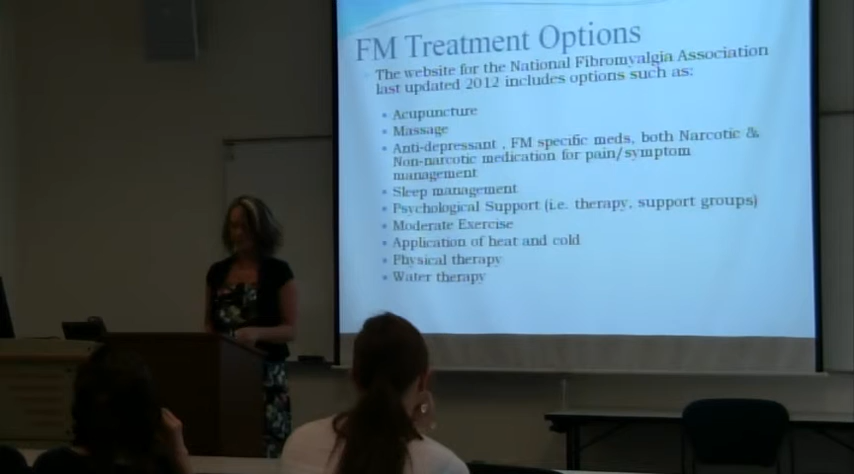 FM Treatment Options
The website for the National Fibromyalgia Association
last updated 2012 includes options such as:
Acupuncture
Massage
Anti-depressant , FM specific meds, both Narcotic &
Non-narcotic medication for pain/symptom
management
Sleep management
Psychological Support (i.e. therapy, support groups)
Moderate Exercise
Application of heat and cold
Physical therapy
Water therapy